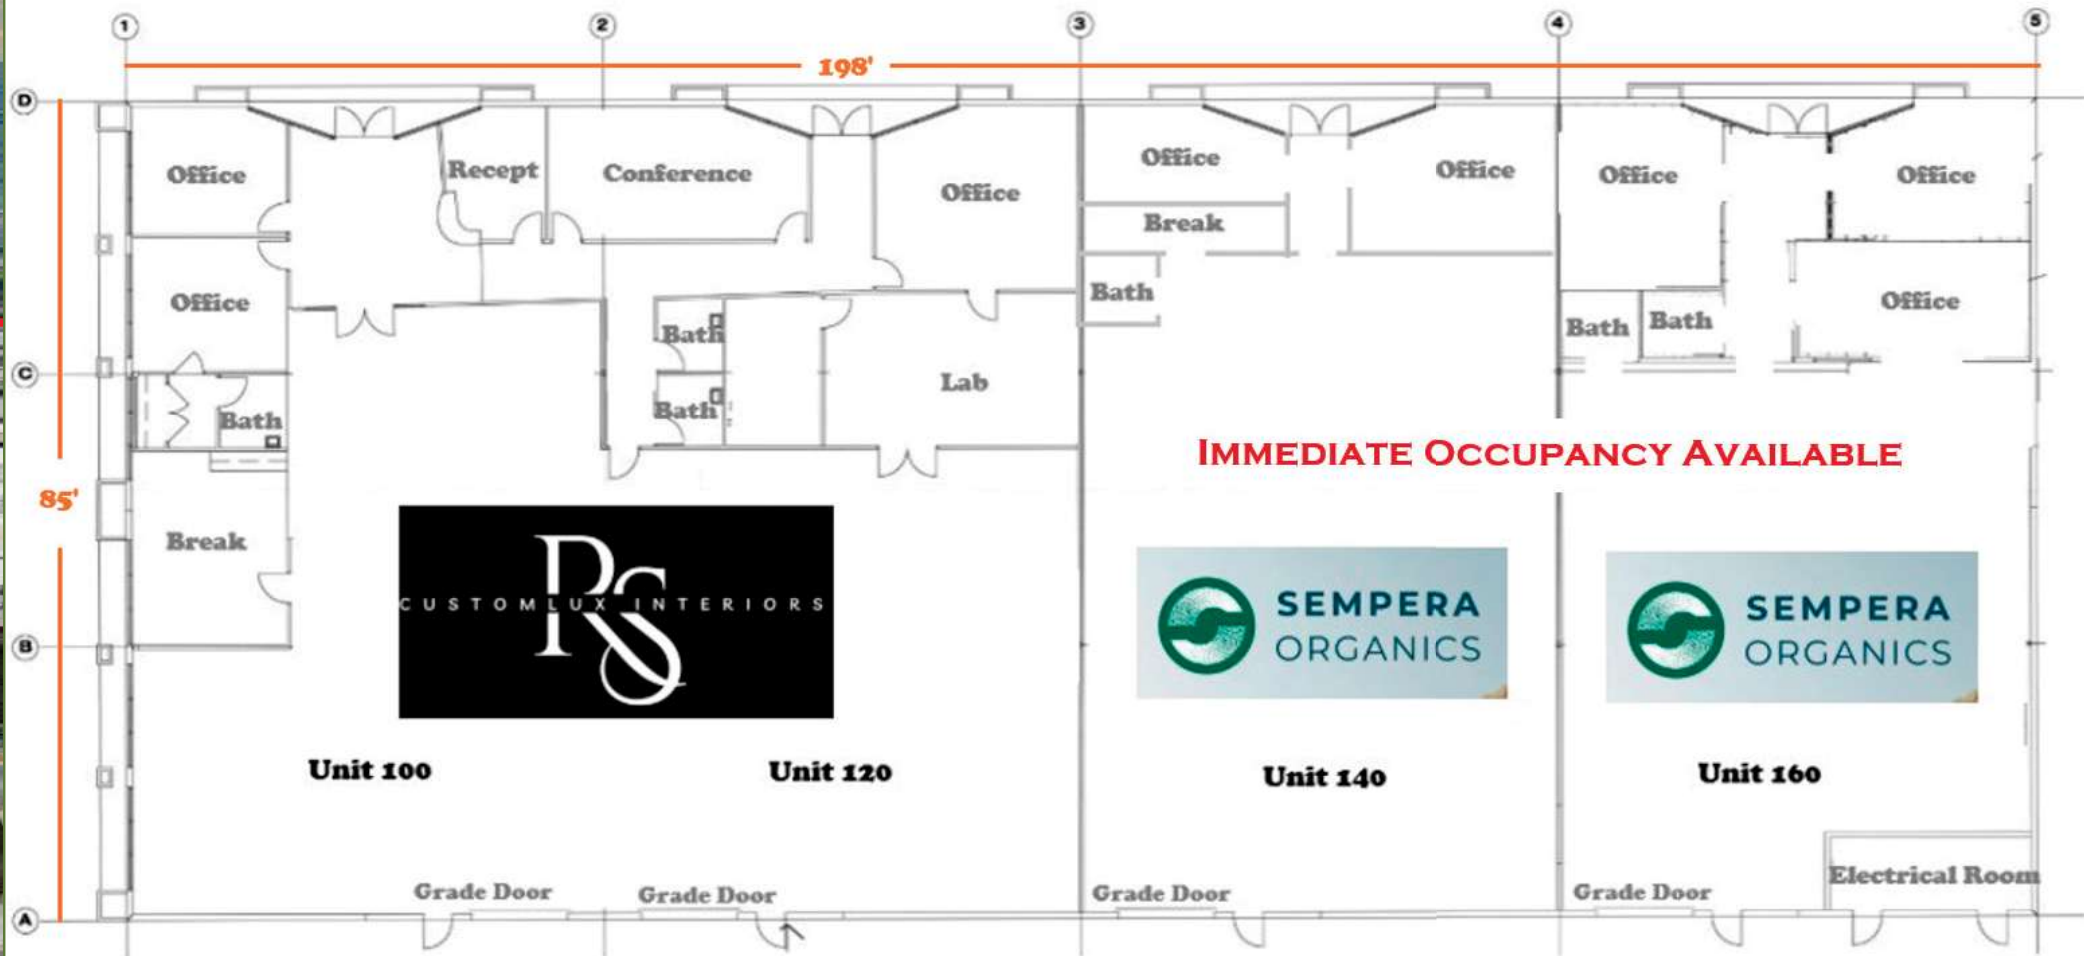 1 2 3 4 5
198'
D
Office Recept Conference Office Office Office Office Office
Break
Office Bath Bath Office
Bath Bath
C
Bath Lab
Bath
IMMEDIATE OCCUPANCY AVAILABLE
85'
Break
RS
CUSTOMLUX INTERIORS
SEMPERA
ORGANICS
SEMPERA
ORGANICS
B
Unit 100 Unit 120 Unit 140 Unit 160
Electrical Room
Grade Door Grade Door Grade Door Grade Door
A